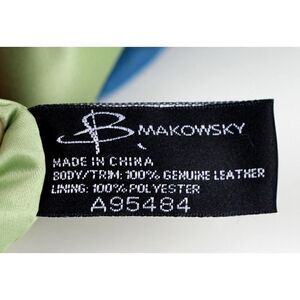 B. MAKOWSKY
MADE IN CHINA
BODY/TRIM: 100% GENUINE LEATHER
LINING: 100% POLYESTER
A95484